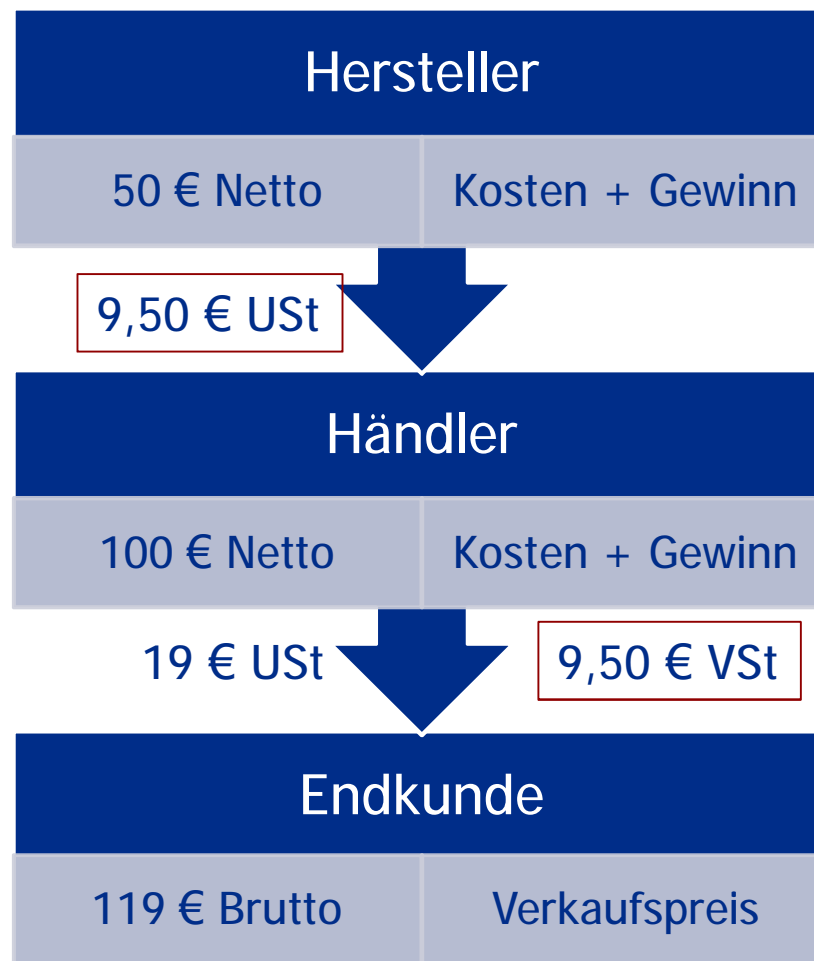 Hersteller
50 € Netto
Kosten + Gewinn
9,50 € USt
Händler
100 € Netto
Kosten + Gewinn
19 € USt
9,50 € VSt
Endkunde
119 € Brutto
Verkaufspreis